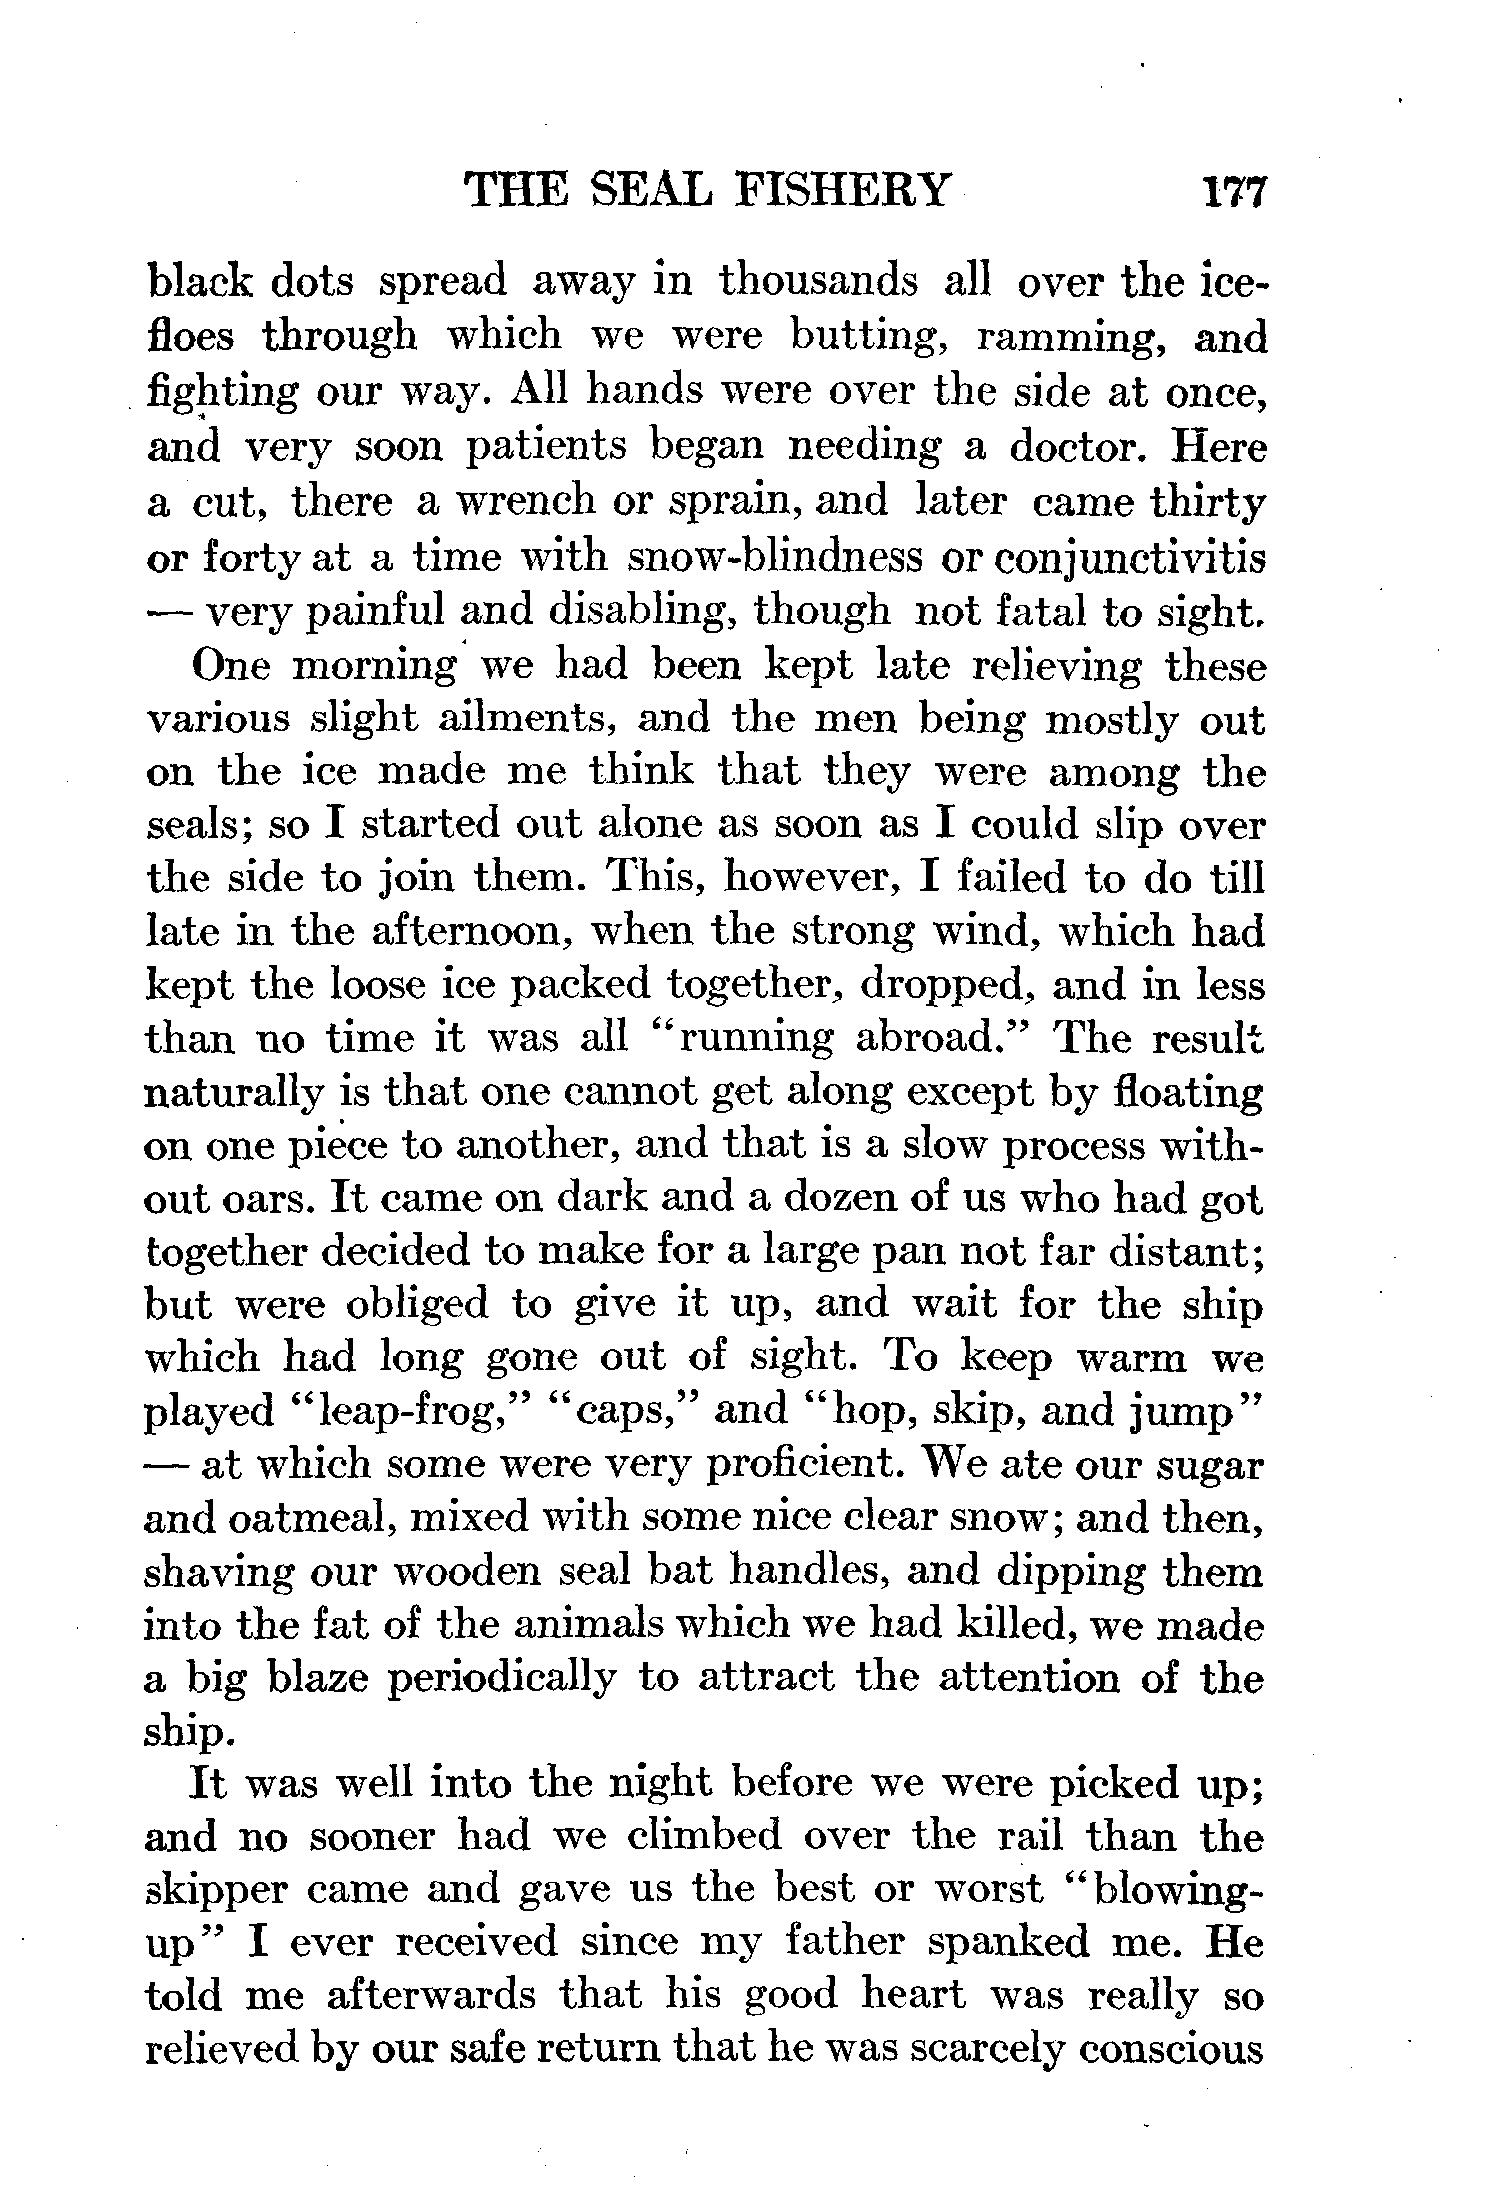 THE SEAL FISHERY 177
black dots spread away in thousands all over the ice-
floes through which we were butting, ramming, and
fighting our way. All hands were over the side at once,
and very soon patients began needing a doctor. Here
a cut, there a wrench or sprain, and later came thirty
or forty at a time with snow-blindness or conjunctivitis
— very painful and disabling, though not fatal to sight.
One morning we had been kept late relieving these
various slight ailments, and the men being mostly out
on the ice made me think that they were among the
seals; so I started out alone as soon as I could slip over
the side to join them. This, however, I failed to do till
late in the afternoon, when the strong wind, which had
kept the loose ice packed together, dropped, and in less
than no time it was all “running abroad.” The result
naturally is that one cannot get along except by floating
on one piece to another, and that is a slow process with-
out oars. It came on dark and a dozen of us who had got
together decided to make for a large pan not far distant;
but were obliged to give it up, and wait for the ship
which had long gone out of sight. To keep warm we
played “leap-frog,” “caps,” and “hop, skip, and jump”
— at which some were very proficient. We ate our sugar
and oatmeal, mixed with some nice clear snow; and then,
shaving our wooden seal bat handles, and dipping them
into the fat of the animals which we had killed, we made
a big blaze periodically to attract the attention of the
ship.
It was well into the night before we were picked up;
and no sooner had we climbed over the rail than the
skipper came and gave us the best or worst “blowing-
up” I ever received since my father spanked me. He
told me afterwards that his good heart was really so
relieved by our safe return that he was scarcely conscious